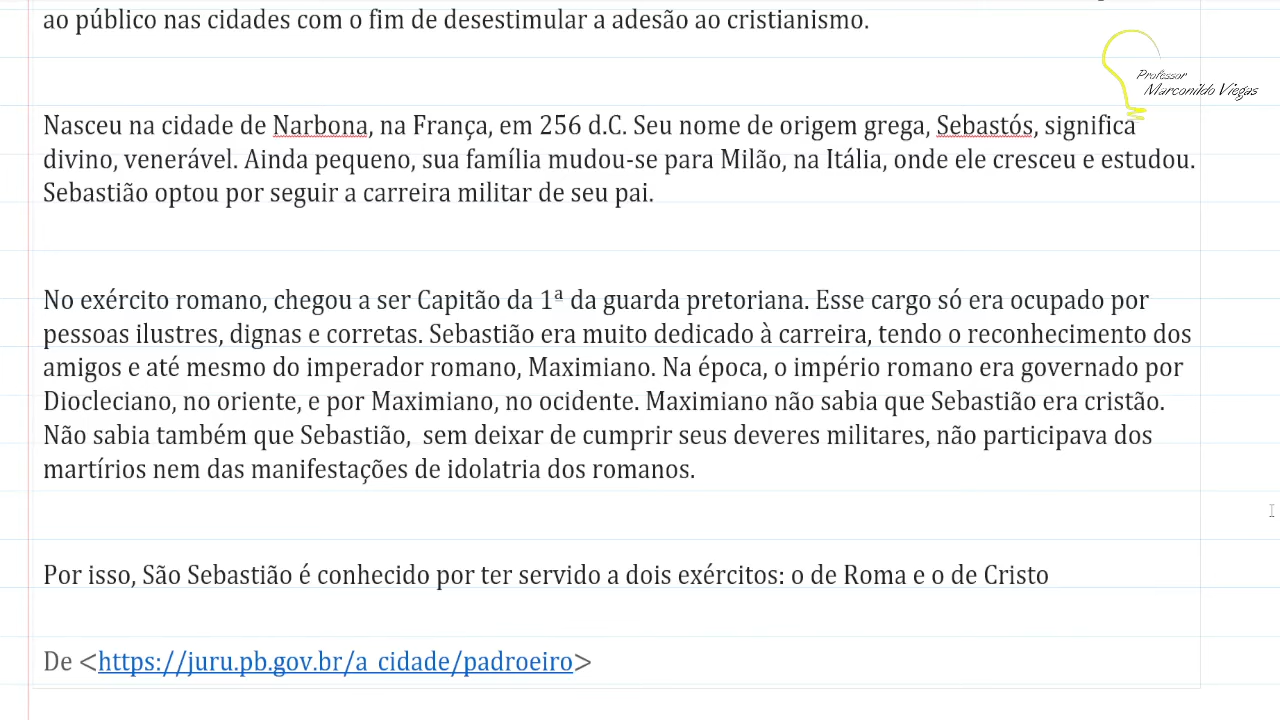 ao público nas cidades com o fim de desestimular a adesão ao cristianismo.
Professor
Marconildo Viegas
Nasceu na cidade de Narbona, na França, em 256 d.C. Seu nome de origem grega, Sebastós, significa
divino, venerável. Ainda pequeno, sua família mudou-se para Milão, na Itália, onde ele cresceu e estudou.
Sebastião optou por seguir a carreira militar de seu pai.
No exército romano, chegou a ser Capitão da 1ª da guarda pretoriana. Esse cargo só era ocupado por
pessoas ilustres, dignas e corretas. Sebastião era muito dedicado à carreira, tendo o reconhecimento dos
amigos e até mesmo do imperador romano, Maximiano. Na época, o império romano era governado por
Diocleciano, no oriente, e por Maximiano, no ocidente. Maximiano não sabia que Sebastião era cristão.
Não sabia também que Sebastião,  sem deixar de cumprir seus deveres militares, não participava dos
martírios nem das manifestações de idolatria dos romanos.
Por isso, São Sebastião é conhecido por ter servido a dois exércitos: o de Roma e o de Cristo
De <https://juru.pb.gov.br/a_cidade/padroeiro>